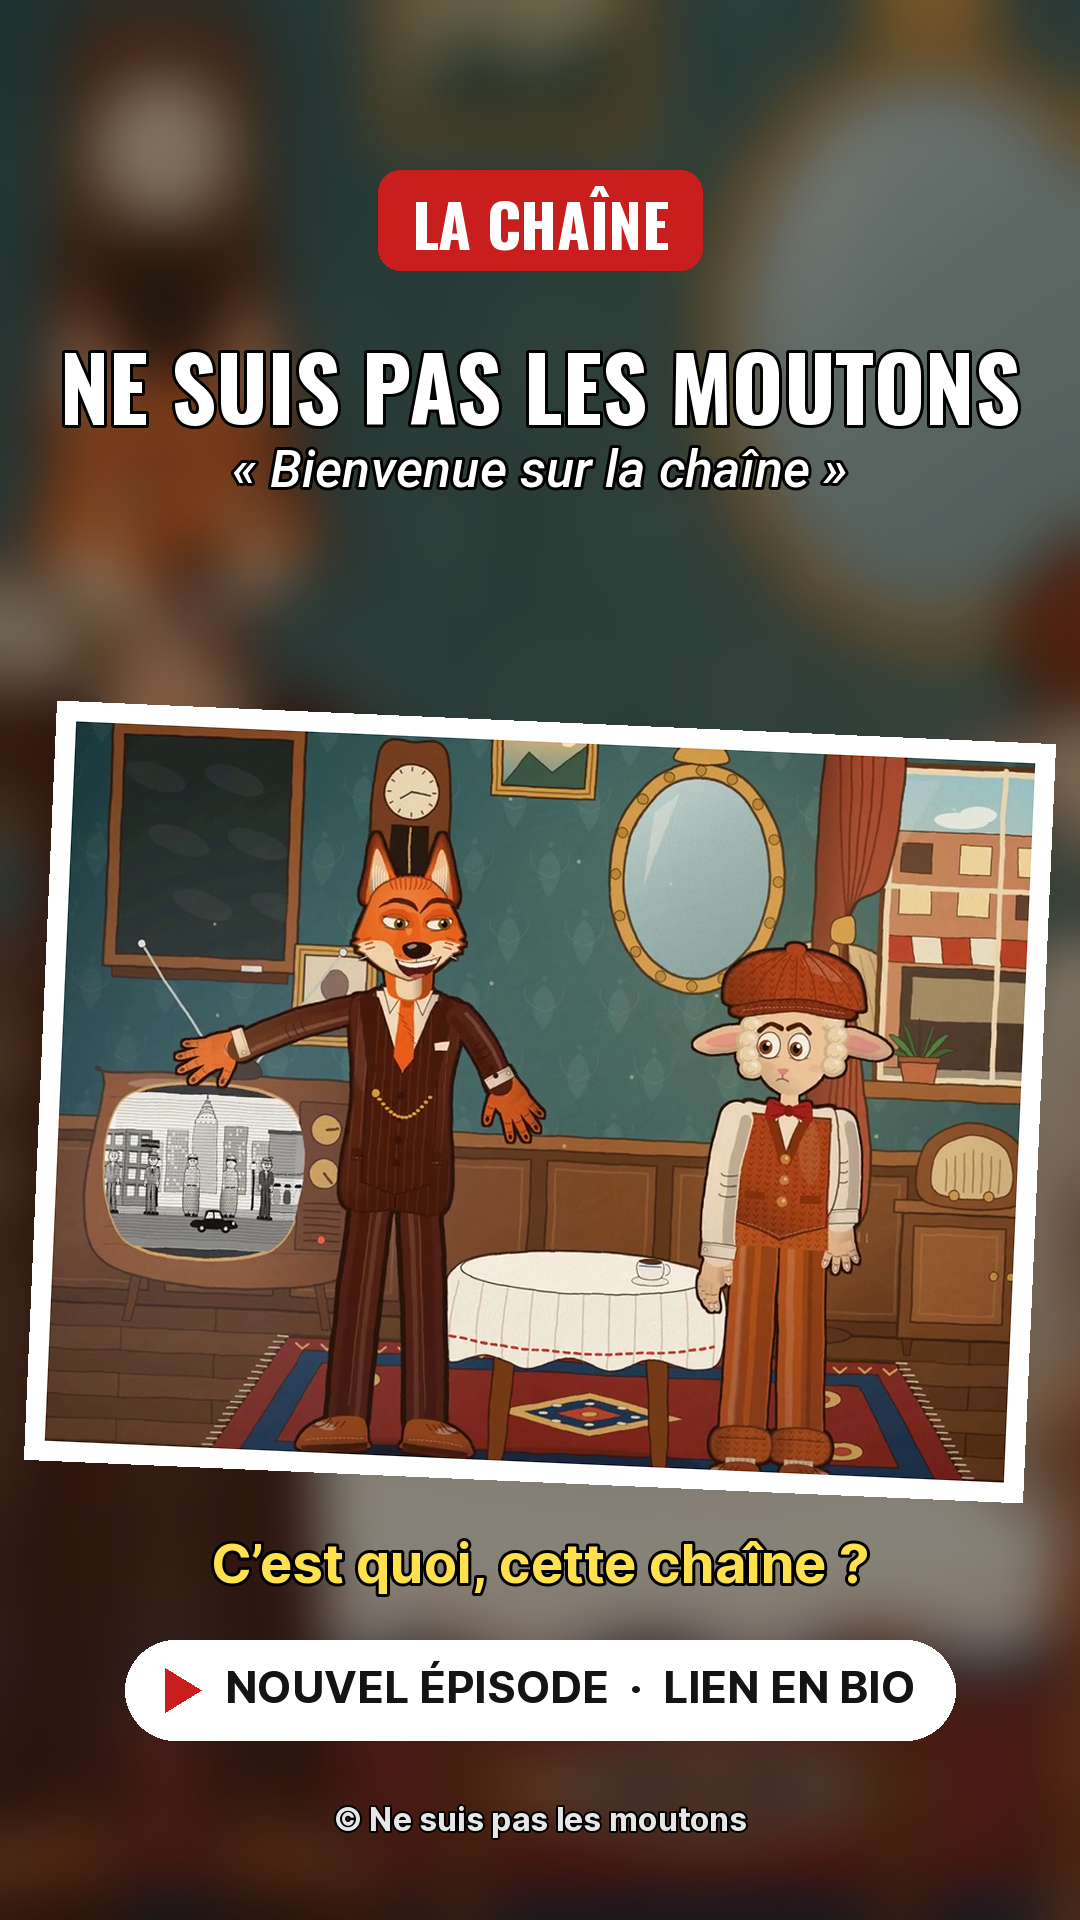 LA CHAÎNE
NE SUIS PAS LES MOUTONS
« Bienvenue sur la chaîne »
C’est quoi, cette chaîne ?
NOUVEL ÉPISODE · LIEN EN BIO
© Ne suis pas les moutons